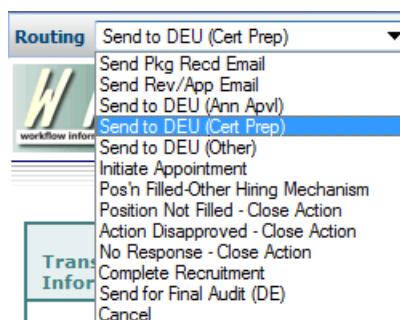 Routing Send to DEU (Cert Prep)
Send Pkg Recd Email
Send Rev/App Email
Send to DEU (Ann Apvl)
Send to DEU (Cert Prep)
Send to DEU (Other)
Initiate Appointment
Pos'n Filled-Other Hiring Mechanism
Position Not Filled - Close Action
Action Disapproved - Close Action
No Response - Close Action
Complete Recruitment
Send for Final Audit (DE)
Cancel
W
workflow infor
Trans
Infor